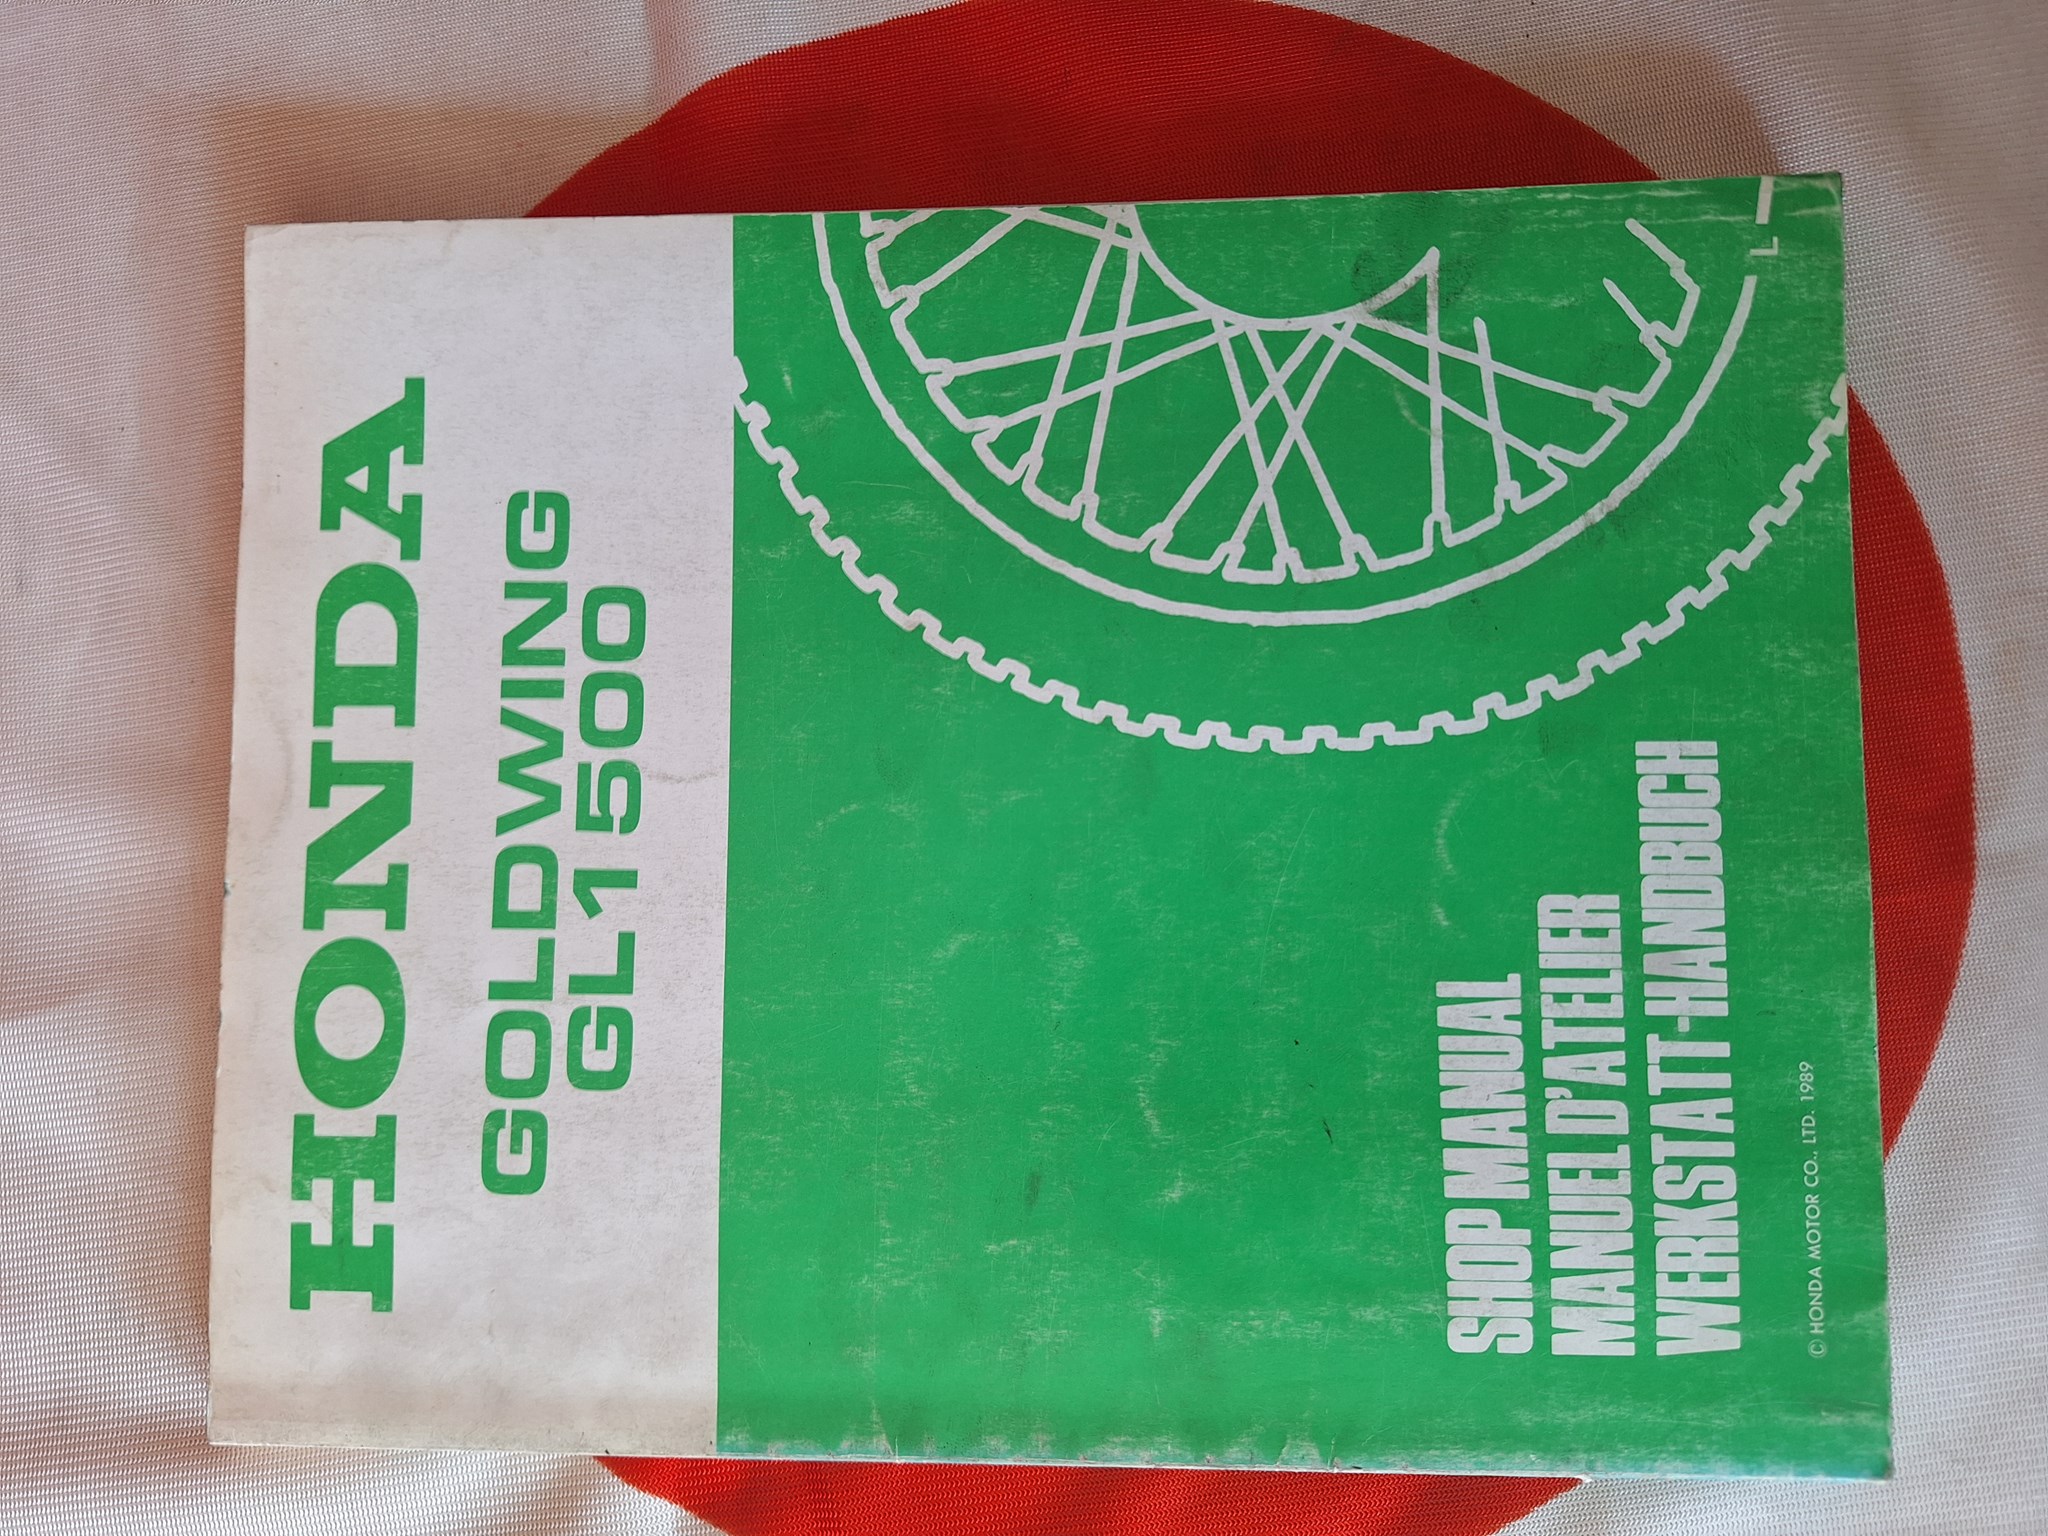 HONDA
GOLDWING
GL1500
SHOP MANUAL
MANUEL D'ATELIER
WERKSTATT-HANDBUCH
© HONDA MOTOR CO., LTD. 1989